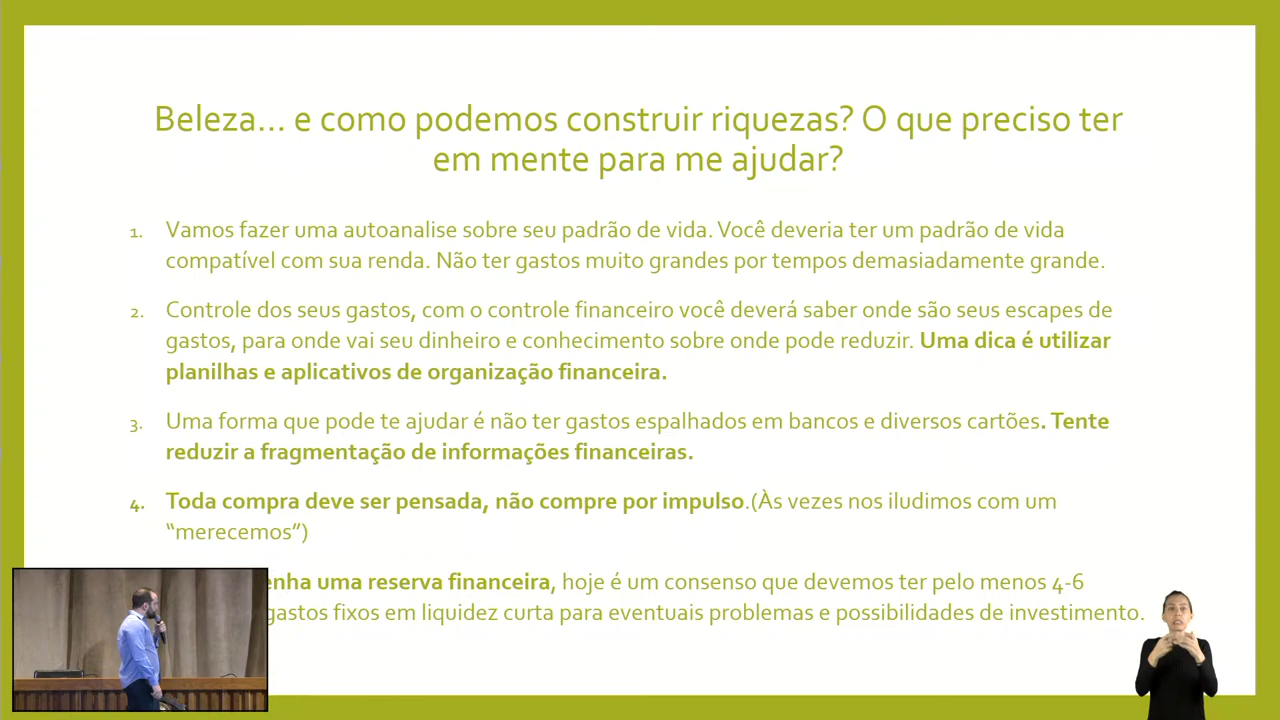 Beleza... e como podemos construir riquezas? O que preciso ter
em mente para me ajudar?
1. Vamos fazer uma autoanalise sobre seu padrão de vida. Você deveria ter um padrão de vida
compatível com sua renda. Não ter gastos muito grandes por tempos demasiadamente grande.
2. Controle dos seus gastos, com o controle financeiro você deverá saber onde são seus escapes de
gastos, para onde vai seu dinheiro e conhecimento sobre onde pode reduzir. Uma dica é utilizar
planilhas e aplicativos de organização financeira.
3. Uma forma que pode te ajudar é não ter gastos espalhados em bancos e diversos cartões. Tente
reduzir a fragmentação de informações financeiras.
4. Toda compra deve ser pensada, não compre por impulso.(Às vezes nos iludimos com um
“merecemos”)
enha uma reserva financeira, hoje é um consenso que devemos ter pelo menos 4-6
gastos fixos em liquidez curta para eventuais problemas e possibilidades de investimento.